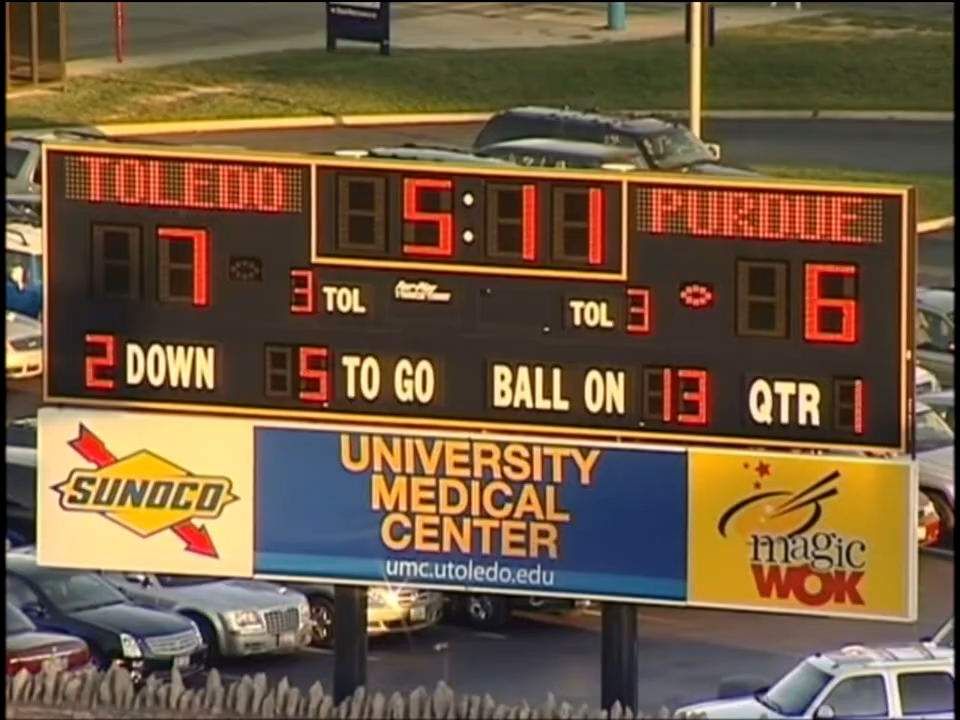 TOLEDO 5:11 PURDUE
7 3 TOL TOL 3 6
2 DOWN 5 TO GO BALL ON 13 QTR 1
SUNOCO
UNIVERSITY
MEDICAL
CENTER
umc.utoledo.edu
magic
WOK